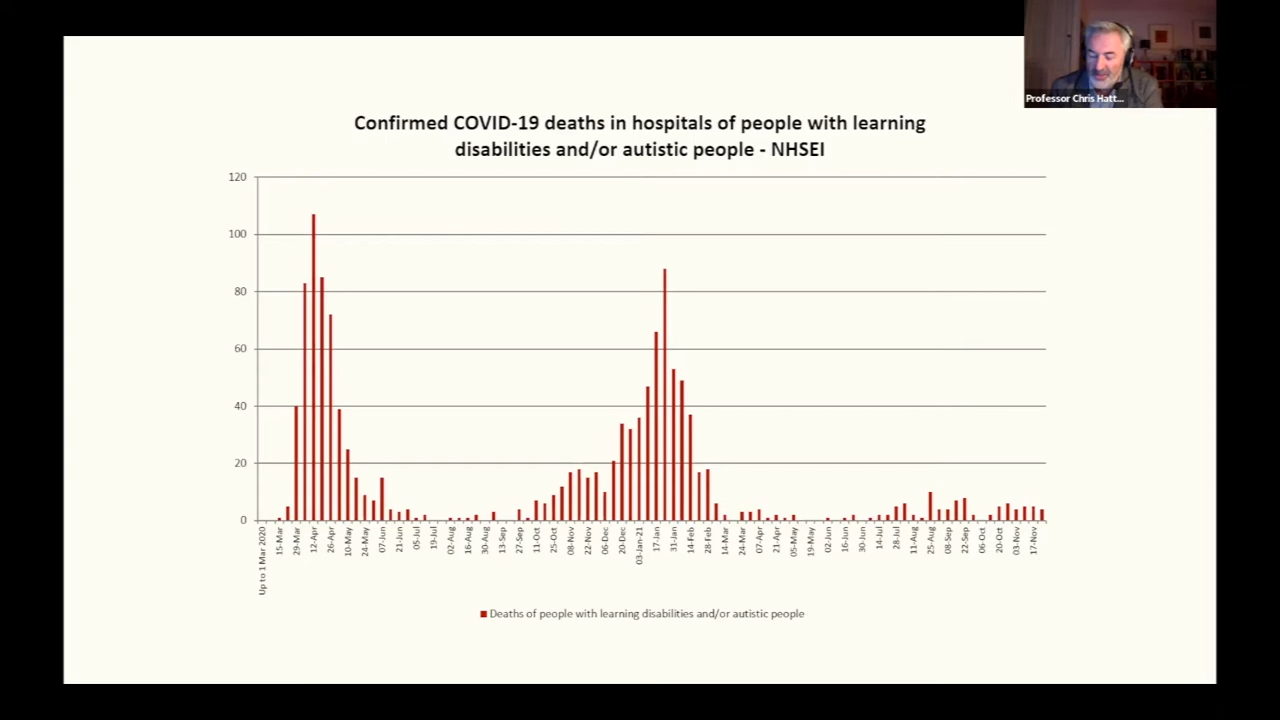 Professor Chris Hatt...
Confirmed COVID-19 deaths in hospitals of people with learning
disabilities and/or autistic people - NHSEI
120
100
80
60
40
20
0
Up to 1 Mar 2020
15-Mar
29-Mar
12-Apr
26-Apr
10-May
24-May
07-Jun
21-Jun
05-Jul
19-Jul
02-Aug
16-Aug
30-Aug
13-Sep
27-Sep
11-Oct
25-Oct
08-Nov
22-Nov
06-Dec
20-Dec
03-Jan-21
17-Jan
31-Jan
14-Feb
28-Feb
14-Mar
24-Mar
07-Apr
21-Apr
05-May
19-May
02-Jun
16-Jun
30-Jun
14-Jul
28-Jul
11-Aug
25-Aug
08-Sep
22-Sep
06-Oct
20-Oct
03-Nov
17-Nov
Deaths of people with learning disabilities and/or autistic people